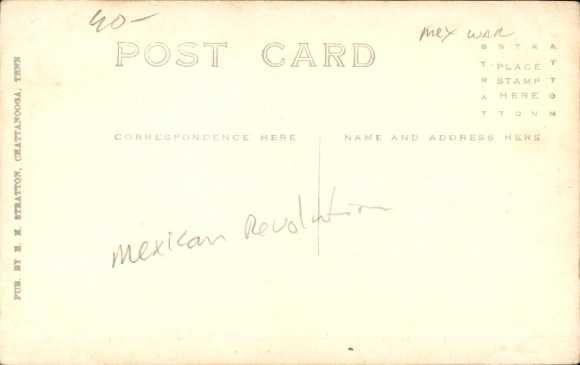 40-
mex WAR
POST CARD
S S T R A
T PLACE T
R STAMP T
A HERE O
T T O N N
CORRESPONDENCE HERE
NAME AND ADDRESS HERE
Mexican Revolution
PUB. BY STRATTON, CHATTANOOGA, TENN